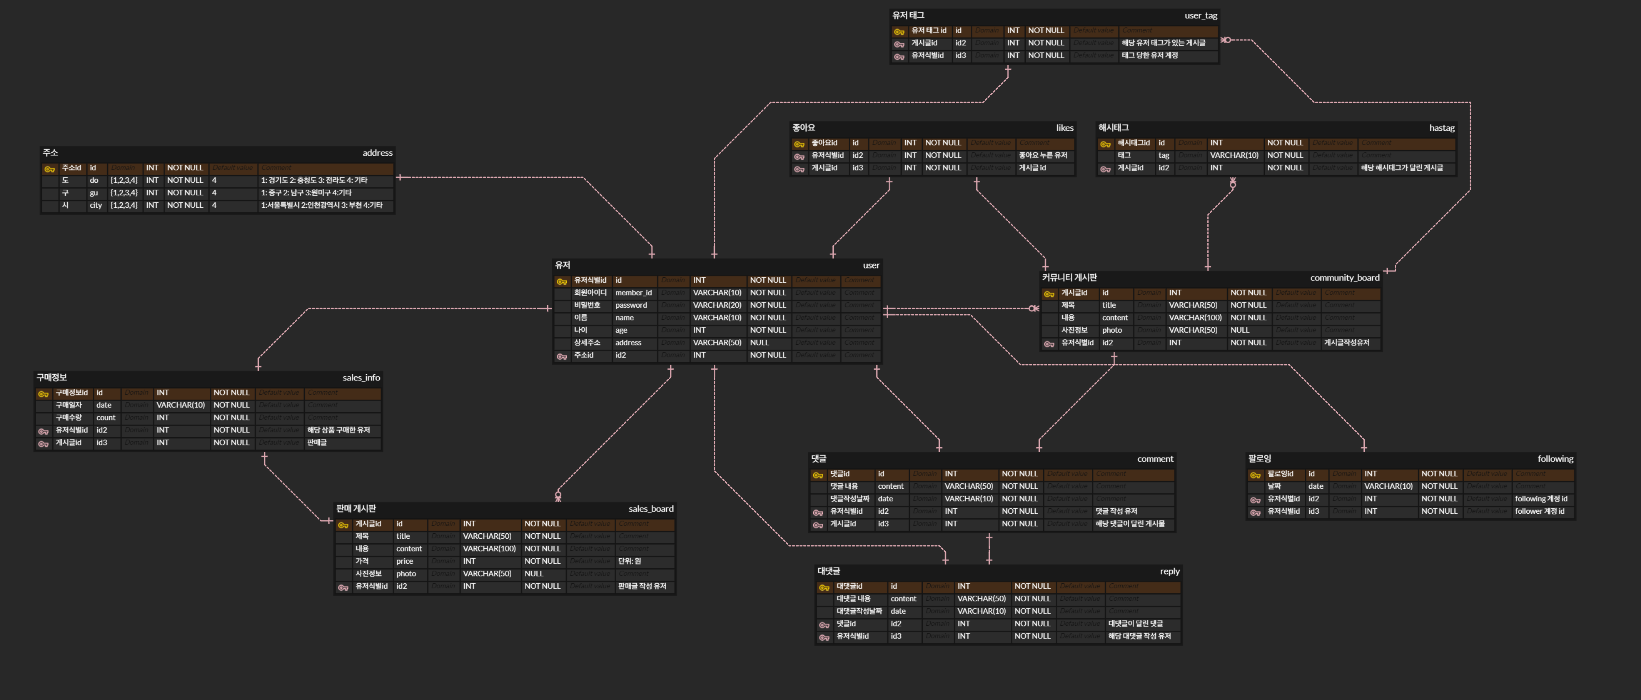 유저 태그 user_tag
유저 태그 id id Domain INT NOT NULL Default value Comment
게시글id id2 Domain INT NOT NULL Default value 해당 유저 태그가 있는 게시글
유저식별id id3 Domain INT NOT NULL Default value 태그 당한 유저 계정
좋아요 likes
좋아요id id Domain INT NOT NULL Default value Comment
유저식별id id2 Domain INT NOT NULL Default value 좋아요 누른 유저
게시글id id3 Domain INT NOT NULL Default value 게시글 id
해시태그 hastag
해시태그id id Domain INT NOT NULL Default value Comment
태그 tag Domain VARCHAR(10) NOT NULL Default value Comment
게시글id id2 Domain INT NOT NULL Default value 해당 해시태그가 달린 게시글
주소 address
주소id id Domain INT NOT NULL Default value Comment
도 do [1,2,3,4] INT NOT NULL 4 1: 경기도 2: 충청도 3: 전라도 4: 기타
구 gu [1,2,3,4] INT NOT NULL 4 1: 중구 2: 남구 3:원미구 4:기타
시 city [1,2,3,4] INT NOT NULL 4 1:서울특별시 2:인천광역시 3: 부천 4:기타
유저 user
유저식별id id Domain INT NOT NULL Default value Comment
회원아이디 member_id Domain VARCHAR(10) NOT NULL Default value Comment
비밀번호 password Domain VARCHAR(20) NOT NULL Default value Comment
이름 name Domain VARCHAR(10) NOT NULL Default value Comment
나이 age Domain INT NOT NULL Default value Comment
상세주소 address Domain VARCHAR(50) NULL Default value Comment
주소id id2 Domain INT NOT NULL Default value Comment
커뮤니티 게시판 community_board
게시글id id Domain INT NOT NULL Default value Comment
제목 title Domain VARCHAR(50) NOT NULL Default value Comment
내용 content Domain VARCHAR(100) NOT NULL Default value Comment
사진정보 photo Domain VARCHAR(50) NULL Default value Comment
유저식별id id2 Domain INT NOT NULL Default value 게시글작성유저
구매정보 sales_info
구매정보id id Domain INT NOT NULL Default value Comment
구매일자 date Domain VARCHAR(10) NOT NULL Default value Comment
구매수량 count Domain INT NOT NULL Default value Comment
유저식별id id2 Domain INT NOT NULL Default value 해당 상품 구매한 유저
게시글id id3 Domain INT NOT NULL Default value 판매글
댓글 comment
댓글id id Domain INT NOT NULL Default value Comment
댓글 내용 content Domain VARCHAR(50) NOT NULL Default value Comment
댓글작성날짜 date Domain VARCHAR(10) NOT NULL Default value Comment
유저식별id id2 Domain INT NOT NULL Default value 댓글 작성 유저
게시글id id3 Domain INT NOT NULL Default value 해당 댓글이 달린 게시물
팔로잉 following
팔로잉id id Domain INT NOT NULL Default value Comment
날짜 date Domain VARCHAR(10) NOT NULL Default value Comment
유저식별id id2 Domain INT NOT NULL Default value following 계정 id
유저식별id id3 Domain INT NOT NULL Default value follower 계정 id
판매 게시판 sales_board
게시글id id Domain INT NOT NULL Default value Comment
제목 title Domain VARCHAR(50) NOT NULL Default value Comment
내용 content Domain VARCHAR(100) NOT NULL Default value Comment
가격 price Domain INT NOT NULL Default value 단위: 원
사진정보 photo Domain VARCHAR(50) NULL Default value Comment
유저식별id id2 Domain INT NOT NULL Default value 판매글 작성 유저
대댓글 reply
대댓글id id Domain INT NOT NULL Default value Comment
대댓글 내용 content Domain VARCHAR(50) NOT NULL Default value Comment
대댓글작성날짜 date Domain VARCHAR(10) NOT NULL Default value Comment
댓글id id2 Domain INT NOT NULL Default value 대댓글이 달린 댓글
유저식별id id3 Domain INT NOT NULL Default value 해당 대댓글 작성 유저